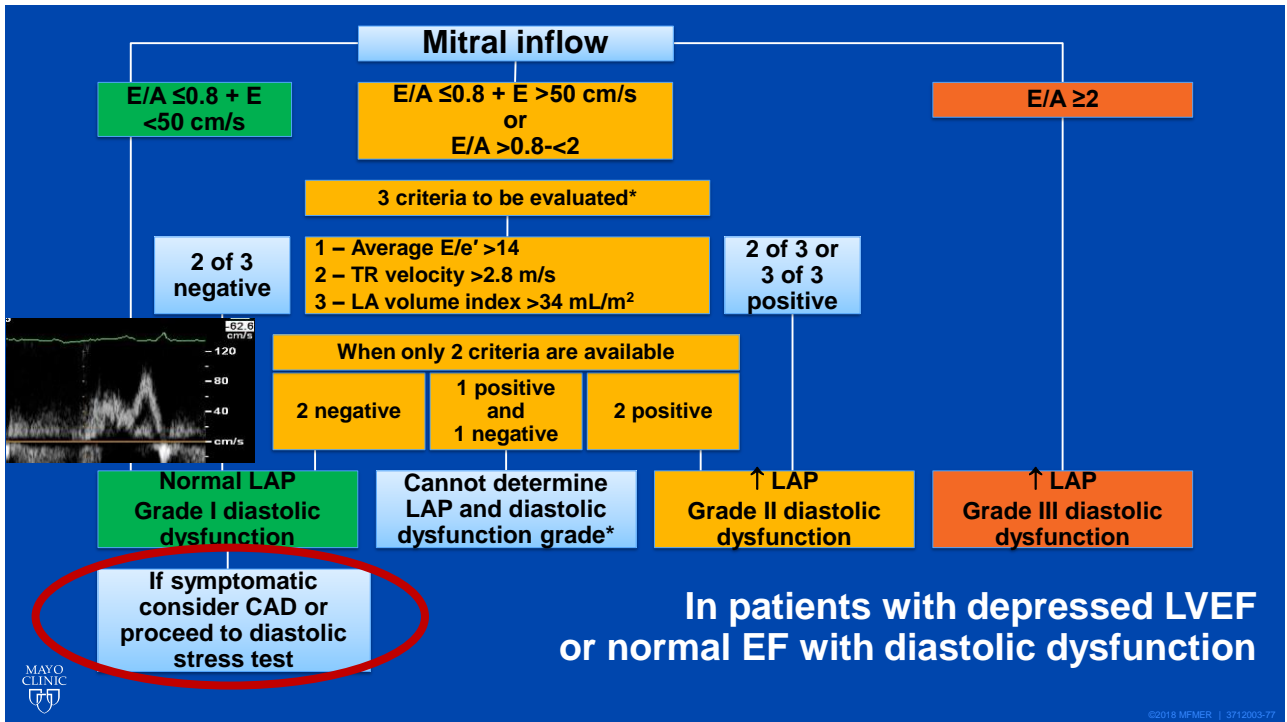 Mitral inflow
E/A ≤0.8 + E
<50 cm/s
E/A ≤0.8 + E >50 cm/s
or
E/A >0.8-<2
E/A ≥2
3 criteria to be evaluated*
2 of 3
negative
1 – Average E/e′ >14
2 – TR velocity >2.8 m/s
3 – LA volume index >34 mL/m²
2 of 3 or
3 of 3
positive
-62.6
cm/s
120
80
40
cm/s
When only 2 criteria are available
2 negative
1 positive
and
1 negative
2 positive
Normal LAP
Grade I diastolic
dysfunction
Cannot determine
LAP and diastolic
dysfunction grade*
↑ LAP
Grade II diastolic
dysfunction
↑ LAP
Grade III diastolic
dysfunction
If symptomatic
consider CAD or
proceed to diastolic
stress test
In patients with depressed LVEF
or normal EF with diastolic dysfunction
MAYO
CLINIC
©2018 MFMER | 3712003-77